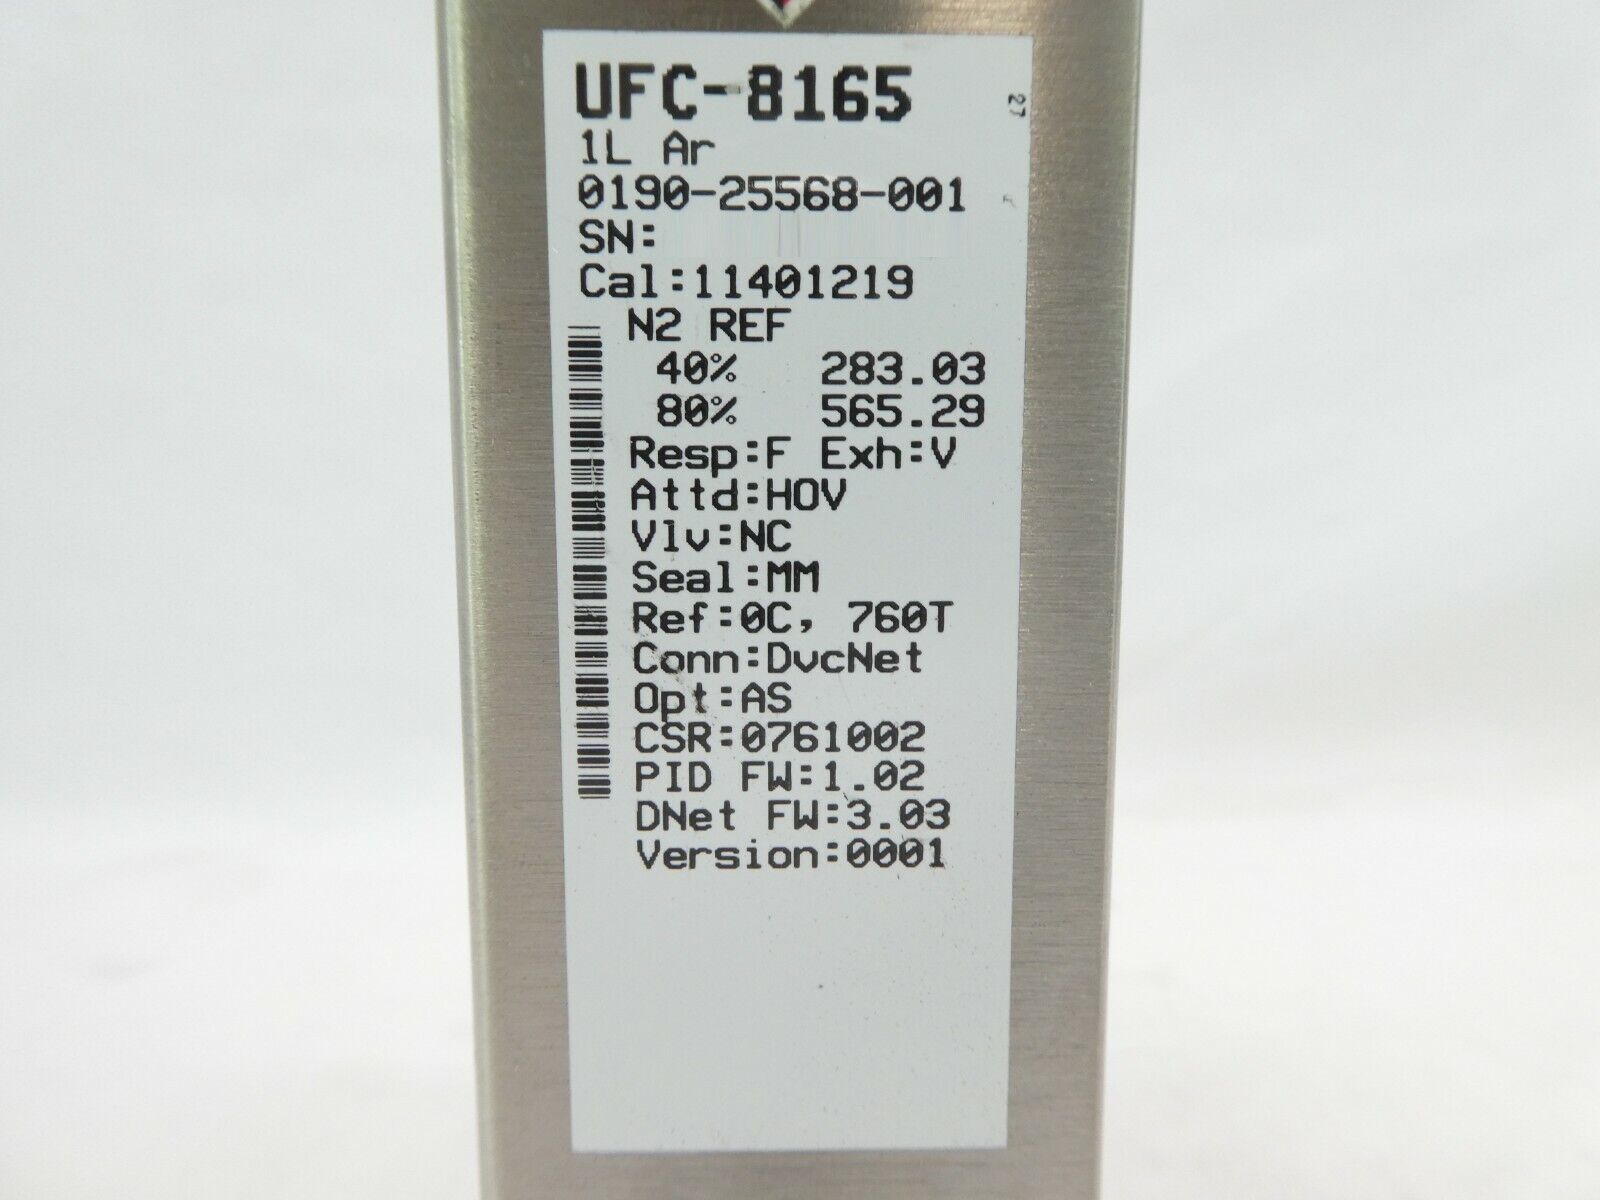 UFC-8165
27
1L Ar
0190-25568-001
SN:
Cal:11401219
N2 REF
40% 283.03
80% 565.29
Resp:F Exh:V
Attd:HOV
Vlv:NC
Seal:MM
Ref:0C, 760T
Conn:DvcNet
Opt:AS
CSR:0761002
PID FW:1.02
DNet FW:3.03
Version:0001